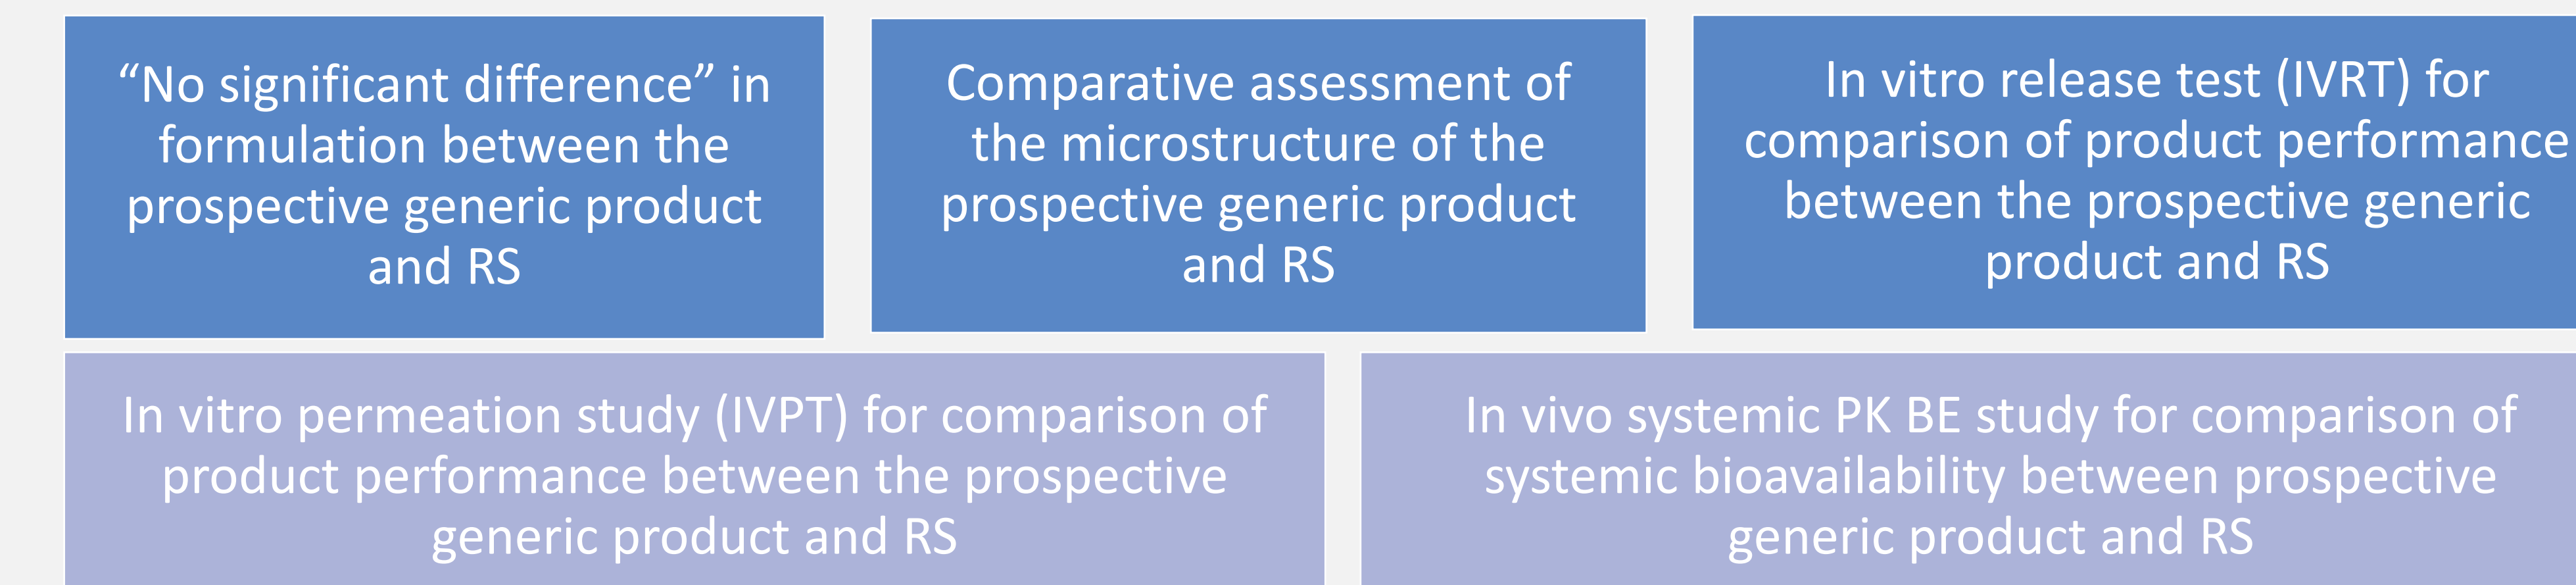 “No significant difference” in
formulation between the
prospective generic product
and RS
Comparative assessment of
the microstructure of the
prospective generic product
and RS
In vitro release test (IVRT) for
comparison of product performance
between the prospective generic
product and RS
In vitro permeation study (IVPT) for comparison of
product performance between the prospective
generic product and RS
In vivo systemic PK BE study for comparison of
systemic bioavailability between prospective
generic product and RS